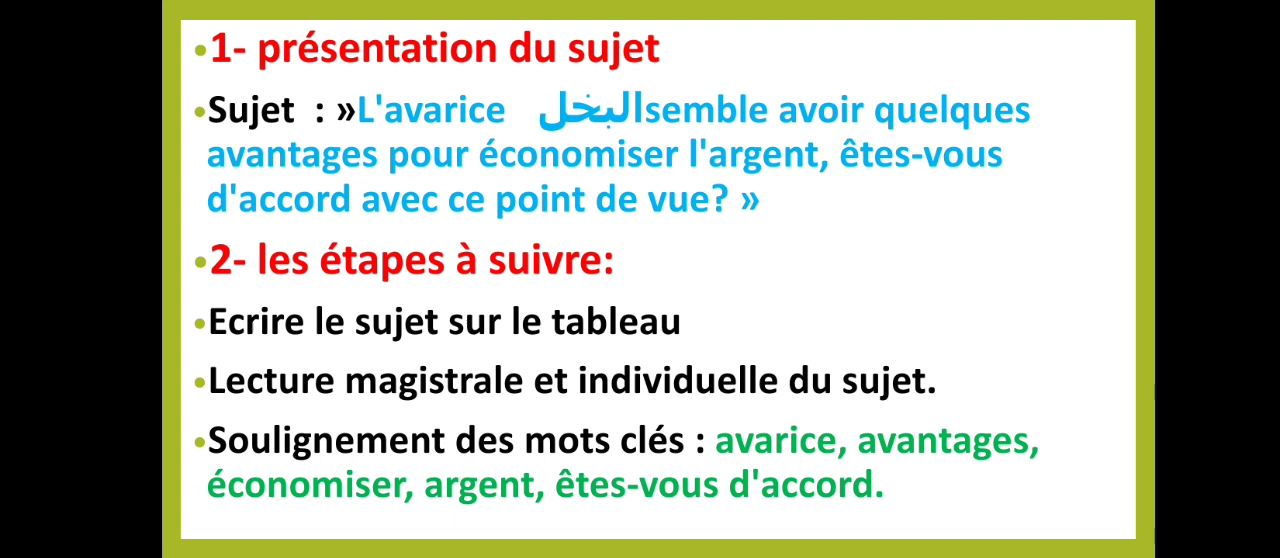 •1- présentation du sujet
•Sujet : »L'avarice البخل semble avoir quelques
avantages pour économiser l'argent, êtes-vous
d'accord avec ce point de vue? »
•2- les étapes à suivre:
•Ecrire le sujet sur le tableau
•Lecture magistrale et individuelle du sujet.
•Soulignement des mots clés : avarice, avantages,
économiser, argent, êtes-vous d'accord.